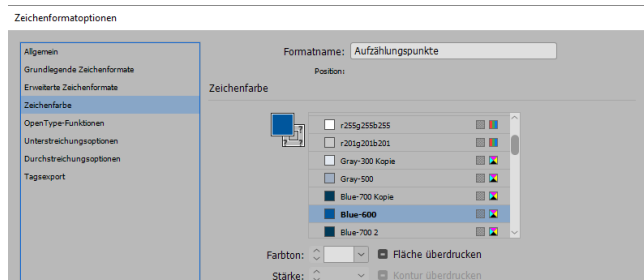 Zeichenformatoptionen
Allgemein
Grundlegende Zeichenformate
Erweiterte Zeichenformate
Zeichenfarbe
OpenType-Funktionen
Unterstreichungsoptionen
Durchstreichungsoptionen
Tagsexport
Formatname: Aufzählungspunkte
Position:
Zeichenfarbe
r255g255b255
r201g201b201
Gray-300 Kopie
Gray-500
Blue-700 Kopie
Blue-600
Blue-700 2
? ? ?
Farbton: Fläche überdrucken
Stärke: Kontur überdrucken